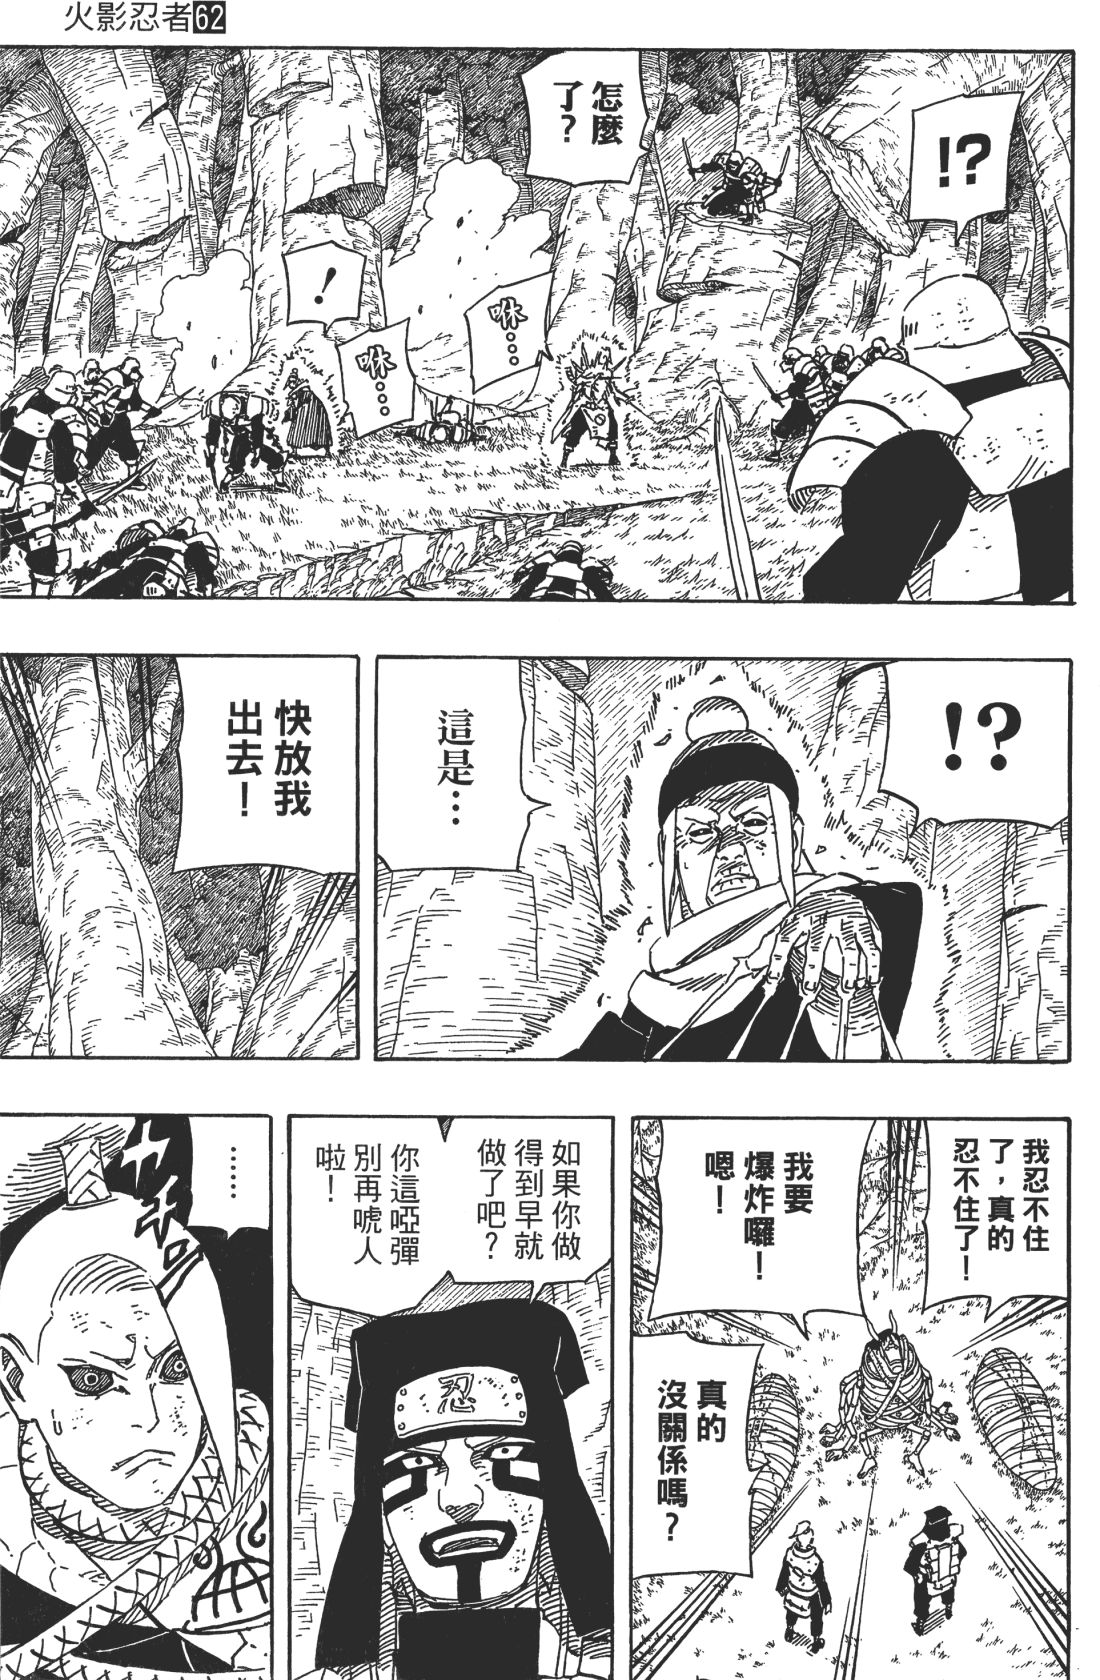 火影忍者62
!?
怎麼
了?
咻……
咻……
!
!?
這是…
快放我
出去!
我忍不住
了,真的
忍不住了!
我要
爆炸囉!
嗯!
真的
沒關係嗎?
如果你做
得到早就
做了吧?
你這啞彈
別再唬人
啦!
忍
……